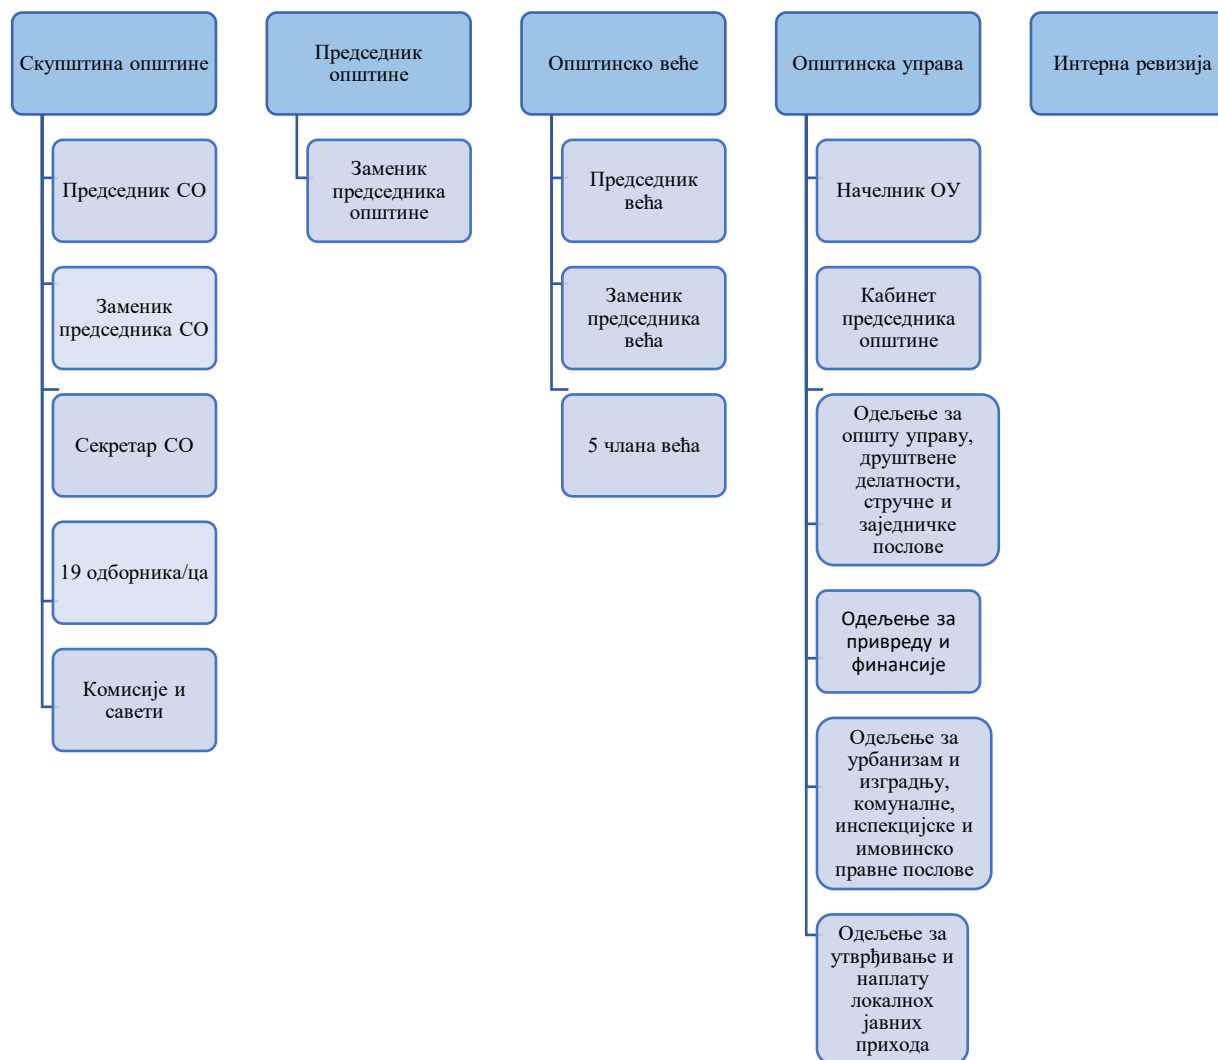 Скупштина општине
Председник СО
Заменик
председника СО
Секретар СО
19 одборника/ца
Комисије и
савети
Председник
општине
Заменик
председника
општине
Општинско веће
Председник
већа
Заменик
председника
већа
5 члана већа
Општинска управа
Начелник ОУ
Кабинет
председника
општине
Одељење за
општу управу,
друштвене
делатности,
стручне и
заједничке
послове
Одељење за
привреду и
финансије
Одељење за
урбанизам и
изградњу,
комуналне,
инспекцијске и
имовинско
правне послове
Одељење за
утврђивање и
наплату
локалнох
јавних
прихода
Интерна ревизија